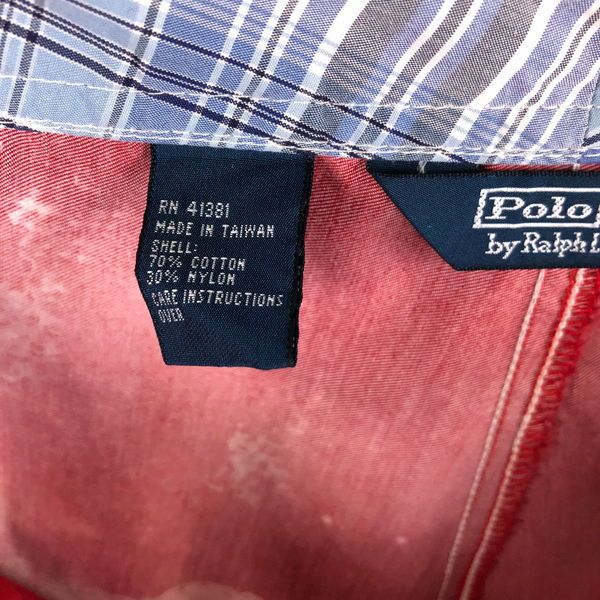 RN 41381
MADE IN TAIWAN
SHELL:
70% COTTON
30% NYLON
CARE INSTRUCTIONS
OVER
Polo
by Ralph L